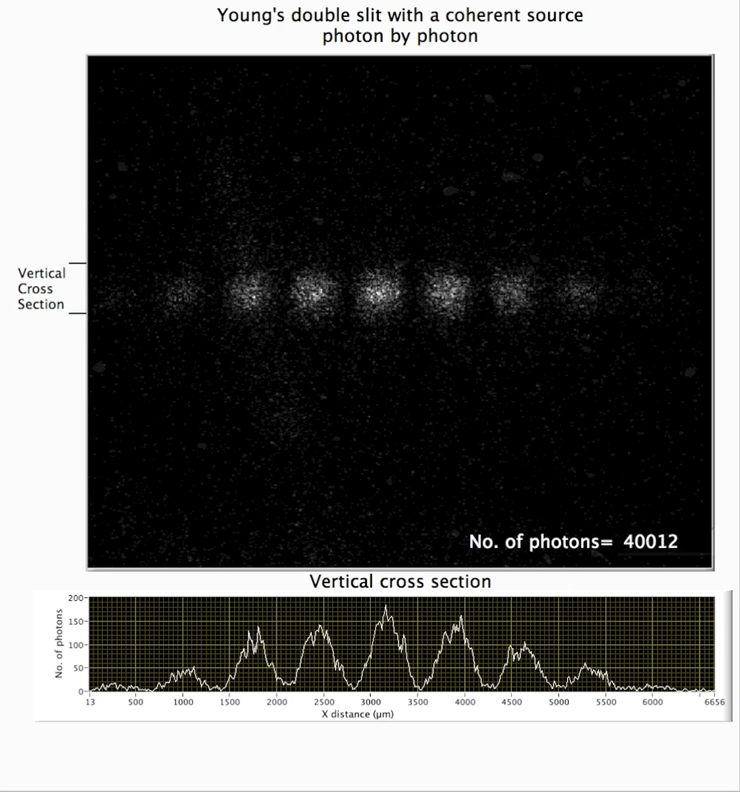 Young's double slit with a coherent source
photon by photon
Vertical
Cross
Section
No. of photons= 40012
Vertical cross section
No. of photons
200
150
100
50
0
13 500 1000 1500 2000 2500 3000 3500 4000 4500 5000 5500 6000 6656
X distance (µm)